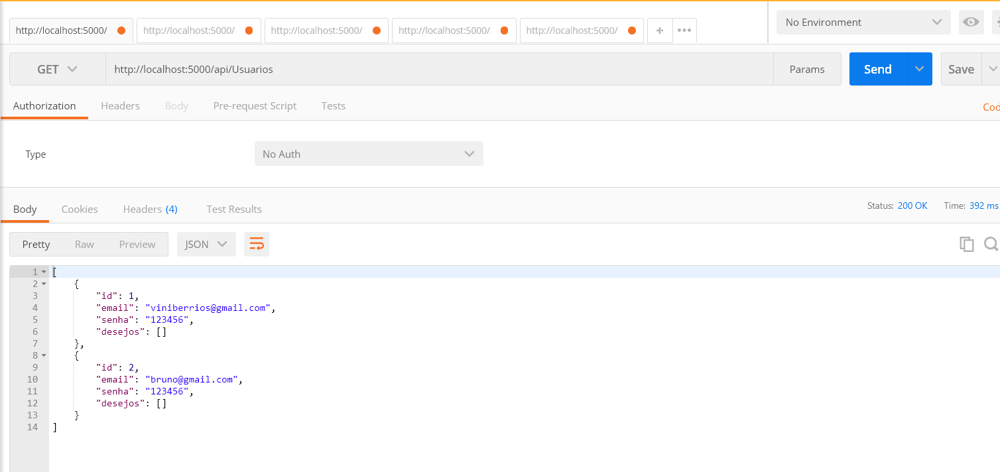 http://localhost:5000/ http://localhost:5000/ http://localhost:5000/ http://localhost:5000/ http://localhost:5000/ + ••• No Environment
GET http://localhost:5000/api/Usuarios Params Send Save
Authorization Headers Body Pre-request Script Tests Cod
Type No Auth
Body Cookies Headers (4) Test Results Status: 200 OK Time: 392 ms
Pretty Raw Preview JSON
1 [
2 {
3 "id": 1,
4 "email": "viniberrios@gmail.com",
5 "senha": "123456",
6 "desejos": []
7 },
8 {
9 "id": 2,
10 "email": "bruno@gmail.com",
11 "senha": "123456",
12 "desejos": []
13 }
14 ]